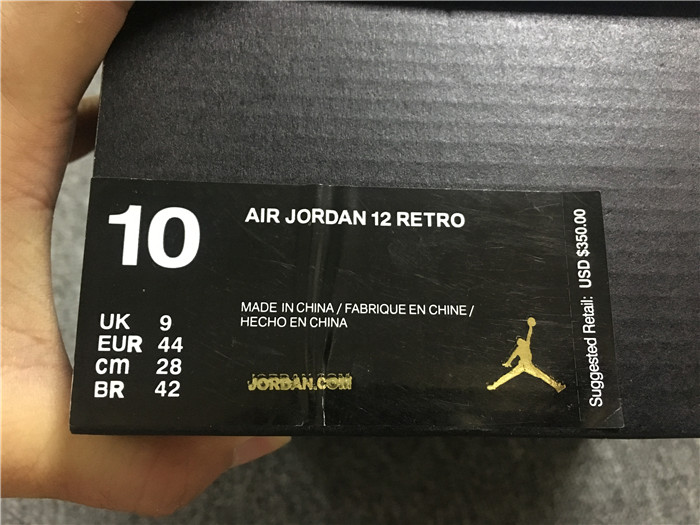 10
AIR JORDAN 12 RETRO
MADE IN CHINA / FABRIQUE EN CHINE /
HECHO EN CHINA
UK 9
EUR 44
cm 28
BR 42
JORDAN.COM
Suggested Retail: USD $350.00